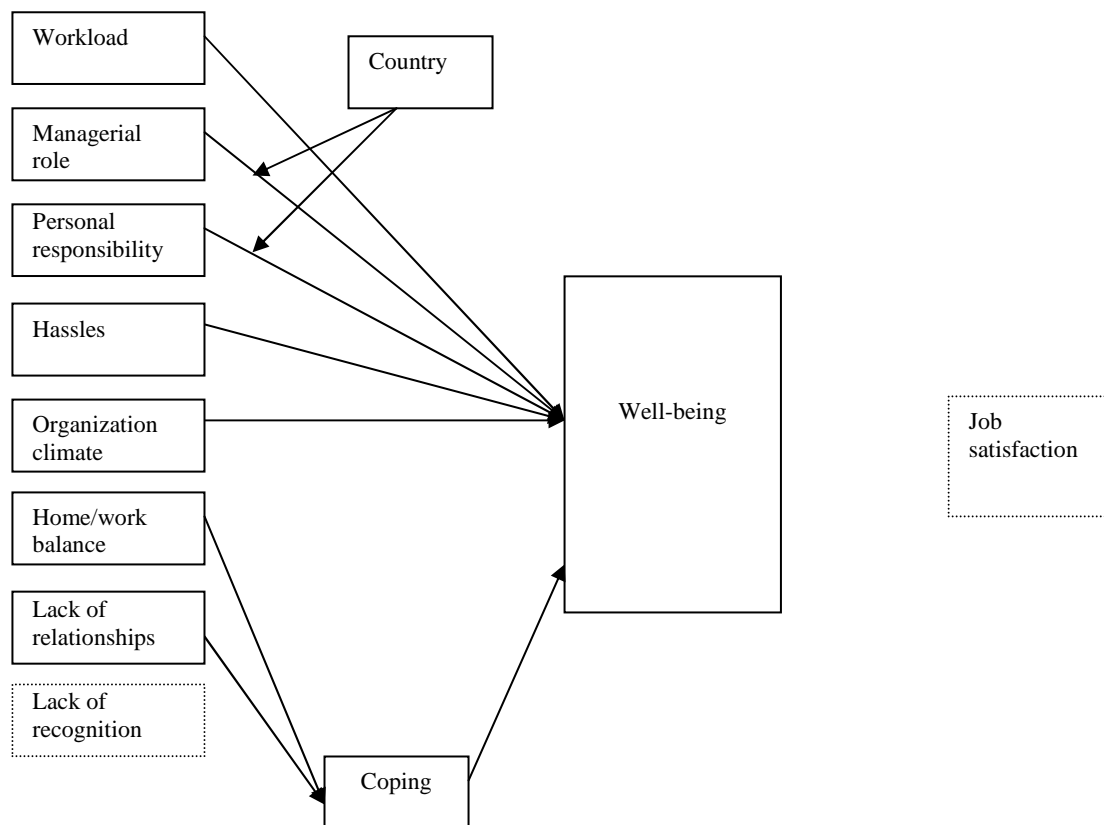 Workload
Country
Managerial
role
Personal
responsibility
Hassles
Organization
climate
Well-being
Job
satisfaction
Home/work
balance
Lack of
relationships
Lack of
recognition
Coping